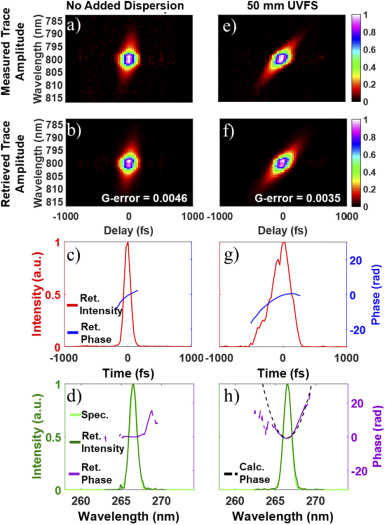 No Added Dispersion 50 mm UVFS
Measured Trace
Amplitude
Wavelength (nm)
785
790
795
800
805
810
815
a)
e)
1
0.8
0.6
0.4
0.2
0
Retrieved Trace
Amplitude
Wavelength (nm)
785
790
795
800
805
810
815
b)
G-error = 0.0046
f)
G-error = 0.0035
1
0.8
0.6
0.4
0.2
0
-1000 0 1000 -1000 0 1000
Delay (fs) Delay (fs)
Intensity (a.u.)
1
0.5
0
c)
Ret.
Intensity
Ret.
Phase
g)
20
0
-20
Phase (rad)
-1000 0 1000 -1000 0 1000
Time (fs) Time (fs)
Intensity (a.u.)
1
0.5
0
d)
Spec.
Ret.
Intensity
Ret.
Phase
h)
Calc.
Phase
20
0
-20
Phase (rad)
260 265 270 260 265 270
Wavelength (nm) Wavelength (nm)